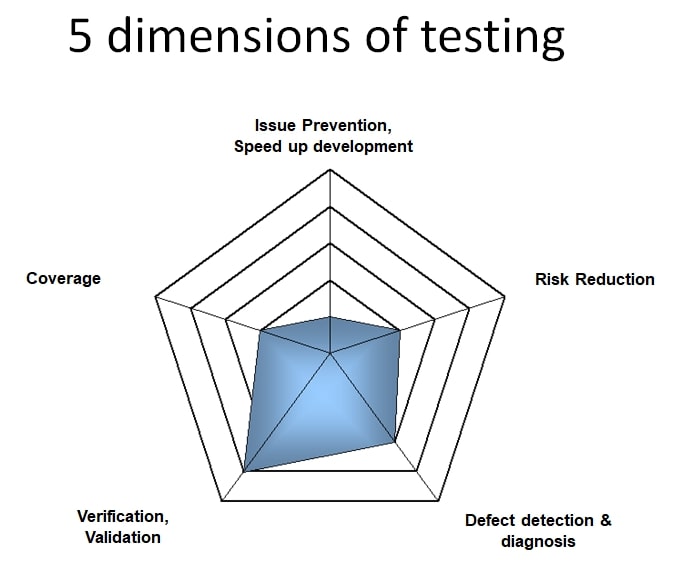 5 dimensions of testing
Issue Prevention,
Speed up development
Coverage
Risk Reduction
Verification,
Validation
Defect detection &
diagnosis